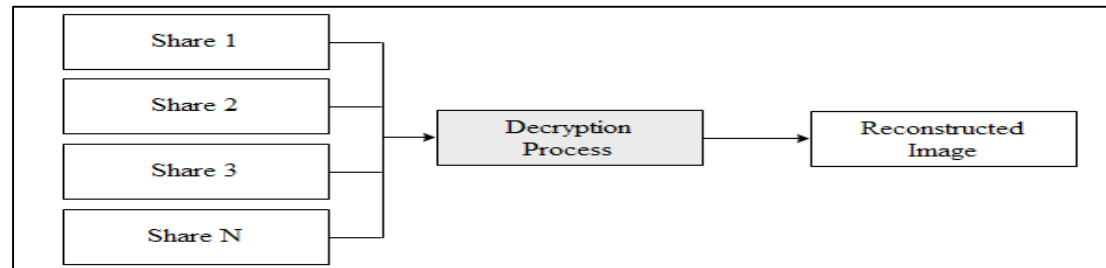 Share 1
Share 2
Share 3
Share N
Decryption
Process
Reconstructed
Image